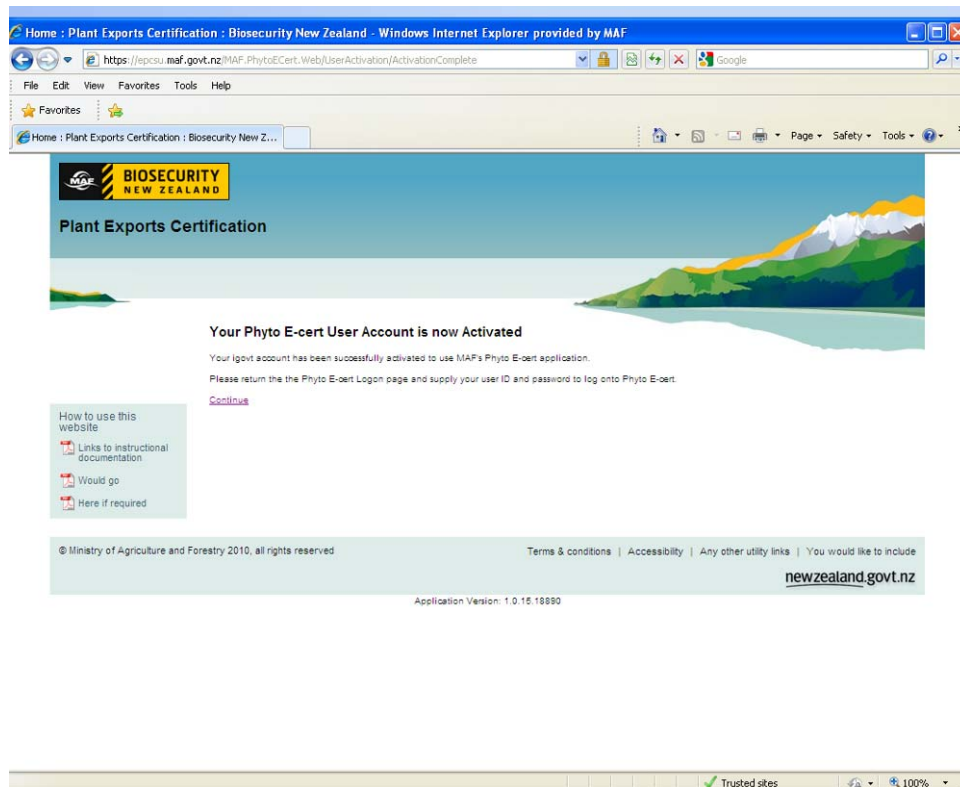 Home : Plant Exports Certification : Biosecurity New Zealand - Windows Internet Explorer provided by MAF
https://epcsu.maf.govt.nz/MAF.PhytoECert.Web/UserActivation/ActivationComplete
Google
File Edit View Favorites Tools Help
Favorites
Home : Plant Exports Certification : Biosecurity New Z...
Page Safety Tools
MAF
BIOSECURITY
NEW ZEALAND
Plant Exports Certification
Your Phyto E-cert User Account is now Activated
Your igovt account has been successfully activated to use MAF's Phyto E-cert application.
Please return the the Phyto E-cert Logon page and supply your user ID and password to log onto Phyto E-cert.
Continue
How to use this
website
Links to instructional
documentation
Would go
Here if required
© Ministry of Agriculture and Forestry 2010, all rights reserved
Terms & conditions | Accessibility | Any other utility links | You would like to include
newzealand.govt.nz
Application Version: 1.0.15.18890
Trusted sites
100%